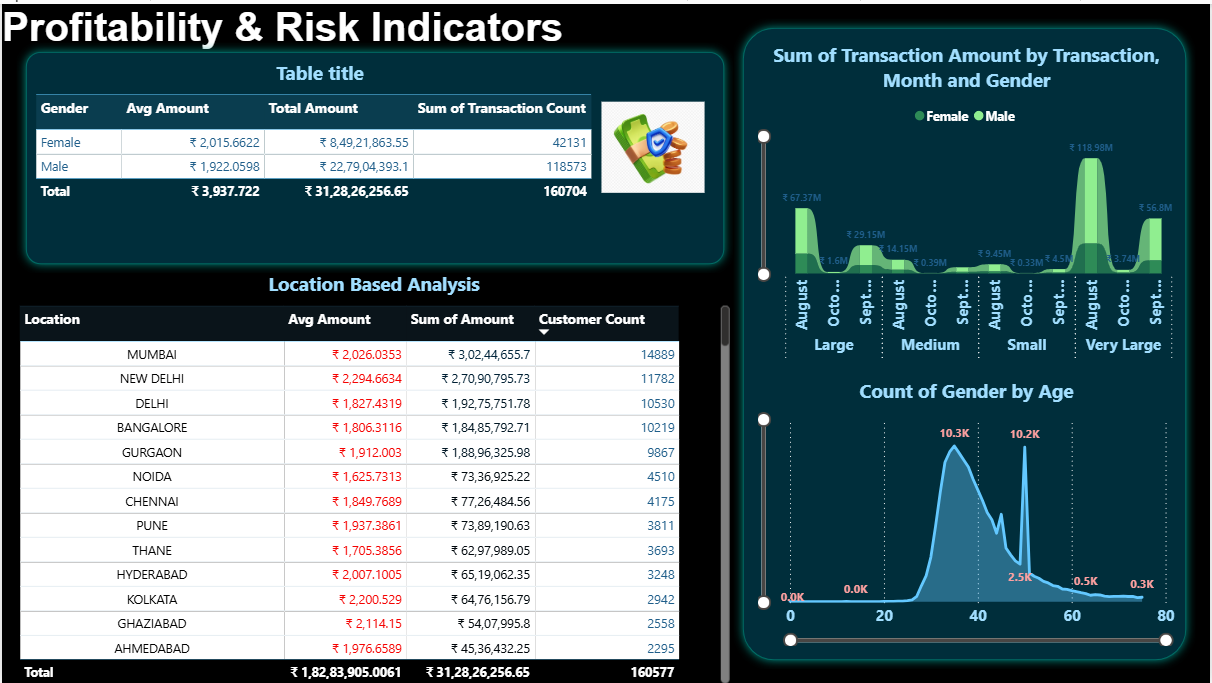 Profitability & Risk Indicators
Table title
Gender Avg Amount Total Amount Sum of Transaction Count
Female ₹ 2,015.6622 ₹ 8,49,21,863.55 42131
Male ₹ 1,922.0598 ₹ 22,79,04,393.1 118573
Total ₹ 3,937.722 ₹ 31,28,26,256.65 160704
Location Based Analysis
Location Avg Amount Sum of Amount Customer Count
MUMBAI ₹ 2,026.0353 ₹ 3,02,44,655.7 14889
NEW DELHI ₹ 2,294.6634 ₹ 2,70,90,795.73 11782
DELHI ₹ 1,827.4319 ₹ 1,92,75,751.78 10530
BANGALORE ₹ 1,806.3116 ₹ 1,84,85,792.71 10219
GURGAON ₹ 1,912.003 ₹ 1,88,96,325.98 9867
NOIDA ₹ 1,625.7313 ₹ 73,36,925.22 4510
CHENNAI ₹ 1,849.7689 ₹ 77,26,484.56 4175
PUNE ₹ 1,937.3861 ₹ 73,89,190.63 3811
THANE ₹ 1,705.3856 ₹ 62,97,989.05 3693
HYDERABAD ₹ 2,007.1005 ₹ 65,19,062.35 3248
KOLKATA ₹ 2,200.529 ₹ 64,76,156.79 2942
GHAZIABAD ₹ 2,114.15 ₹ 54,07,995.8 2558
AHMEDABAD ₹ 1,976.6589 ₹ 45,36,432.25 2295
Total ₹ 1,82,83,905.0061 ₹ 31,28,26,256.65 160577
Sum of Transaction Amount by Transaction,
Month and Gender
Female Male
₹ 118.98M
₹ 67.37M
₹ 56.8M
₹ 29.15M
₹ 14.15M
₹ 9.45M
₹ 1.6M ₹ 0.39M ₹ 0.33M ₹ 4.5M ₹ 3.74M
August Octo... Sept... August Octo... Sept... August Octo... Sept... August Octo... Sept...
Large Medium Small Very Large
Count of Gender by Age
10.3K 10.2K
2.5K
0.0K 0.0K 0.5K 0.3K
0 20 40 60 80